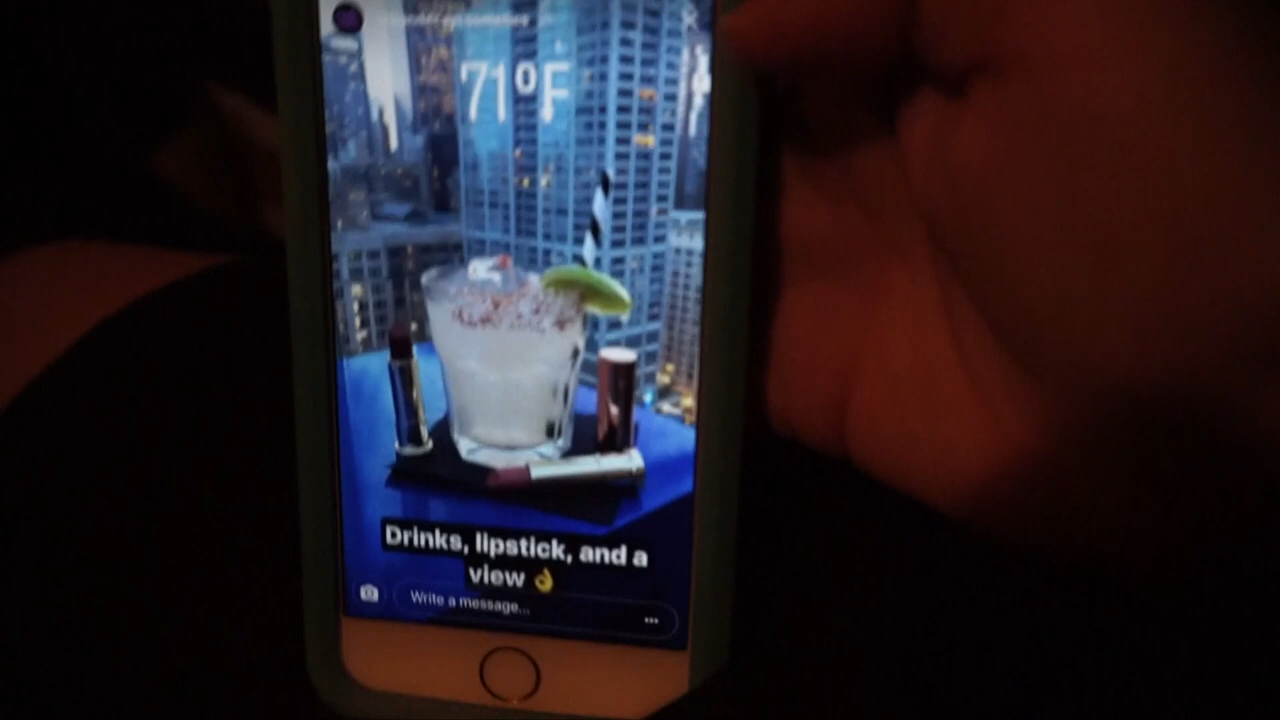 71°F
Drinks, lipstick, and a
view 👌
Write a message...